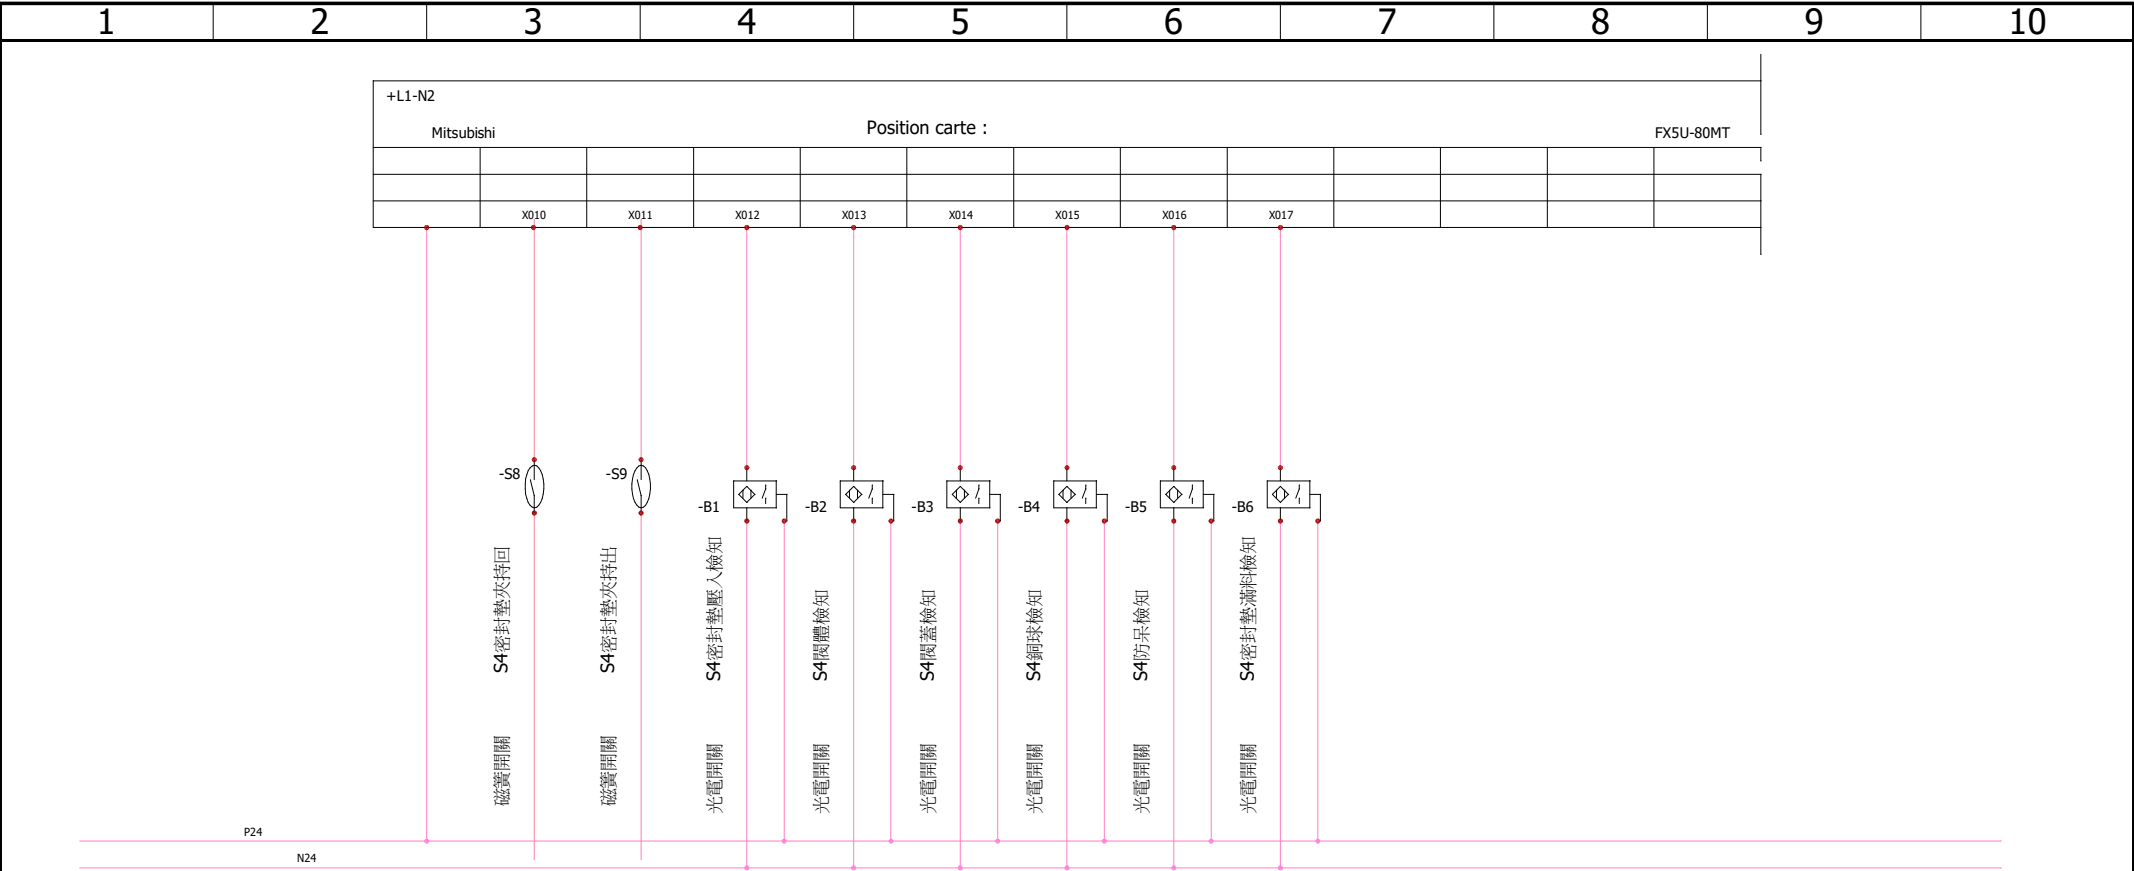 1 2 3 4 5 6 7 8 9 10
+L1-N2
Mitsubishi Position carte : FX5U-80MT
X010 X011 X012 X013 X014 X015 X016 X017
-S8 -S9 -B1 -B2 -B3 -B4 -B5 -B6
S4密封墊夾持回
S4密封墊夾持出
S4密封墊壓入檢知
S4閥體檢知
S4閥蓋檢知
S4銅球檢知
S4防呆檢知
S4密封墊滿料檢知
磁簧開關
磁簧開關
光電開關
光電開關
光電開關
光電開關
光電開關
光電開關
P24
N24